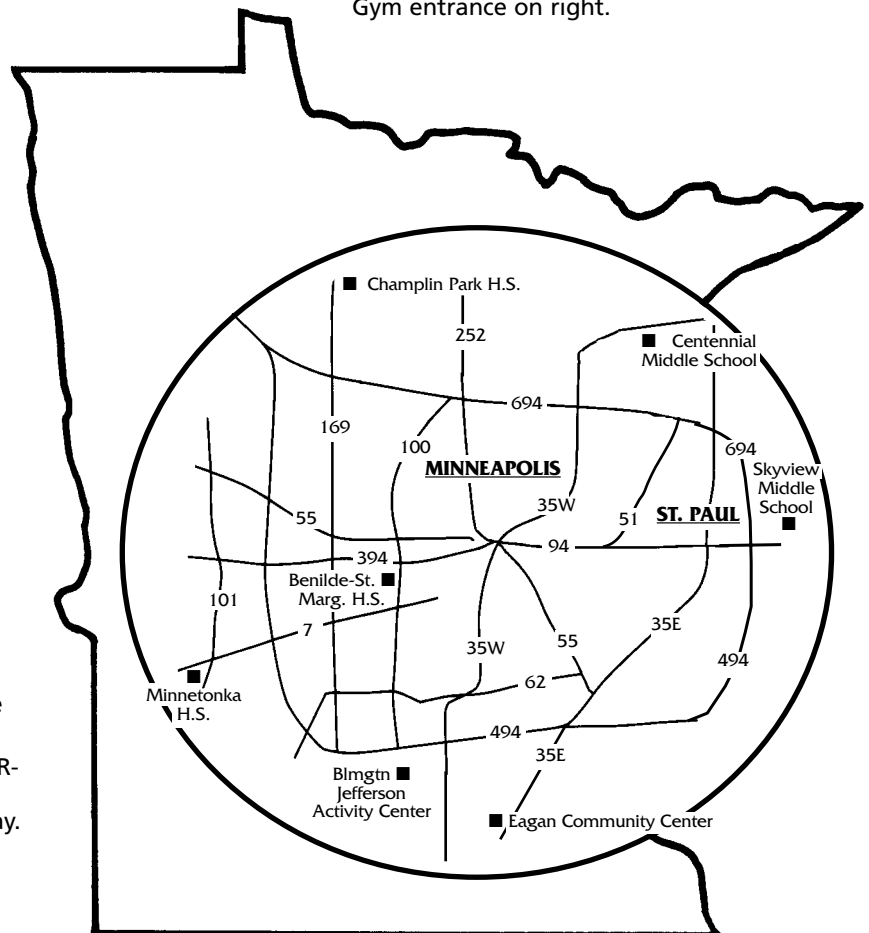 Gym entrance on right.
Champlin Park H.S.
252
Centennial
Middle School
694
169
100
694
MINNEAPOLIS
Skyview
Middle
School
35W
ST. PAUL
55
51
94
394
Benilde-St.
Marg. H.S.
101
7
35E
35W
55
494
62
Minnetonka
H.S.
e
494
35E
R-
Blmgtn
Jefferson
Activity Center
Eagan Community Center
y.